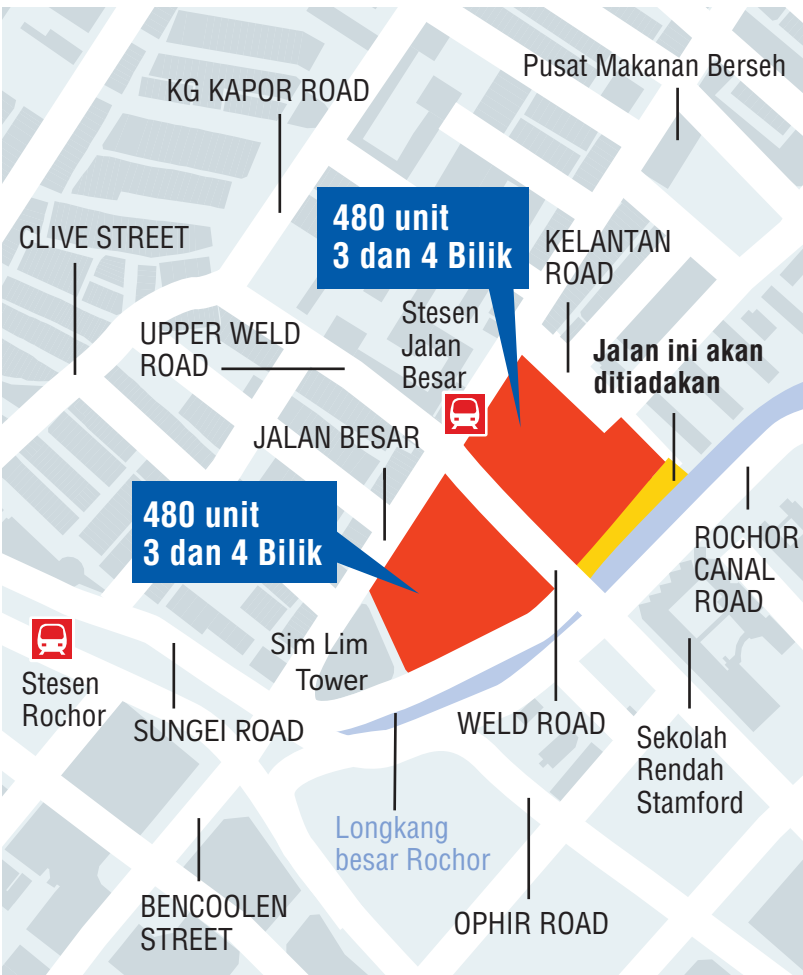 Pusat Makanan Berseh
KG KAPOR ROAD
480 unit
3 dan 4 Bilik
CLIVE STREET
KELANTAN
ROAD
Stesen
Jalan
Besar
UPPER WELD
ROAD
Jalan ini akan
ditiadakan
JALAN BESAR
480 unit
3 dan 4 Bilik
ROCHOR
CANAL
ROAD
Sim Lim
Tower
Stesen
Rochor
SUNGEI ROAD
WELD ROAD
Sekolah
Rendah
Stamford
Longkang
besar Rochor
BENCOOLEN
STREET
OPHIR ROAD